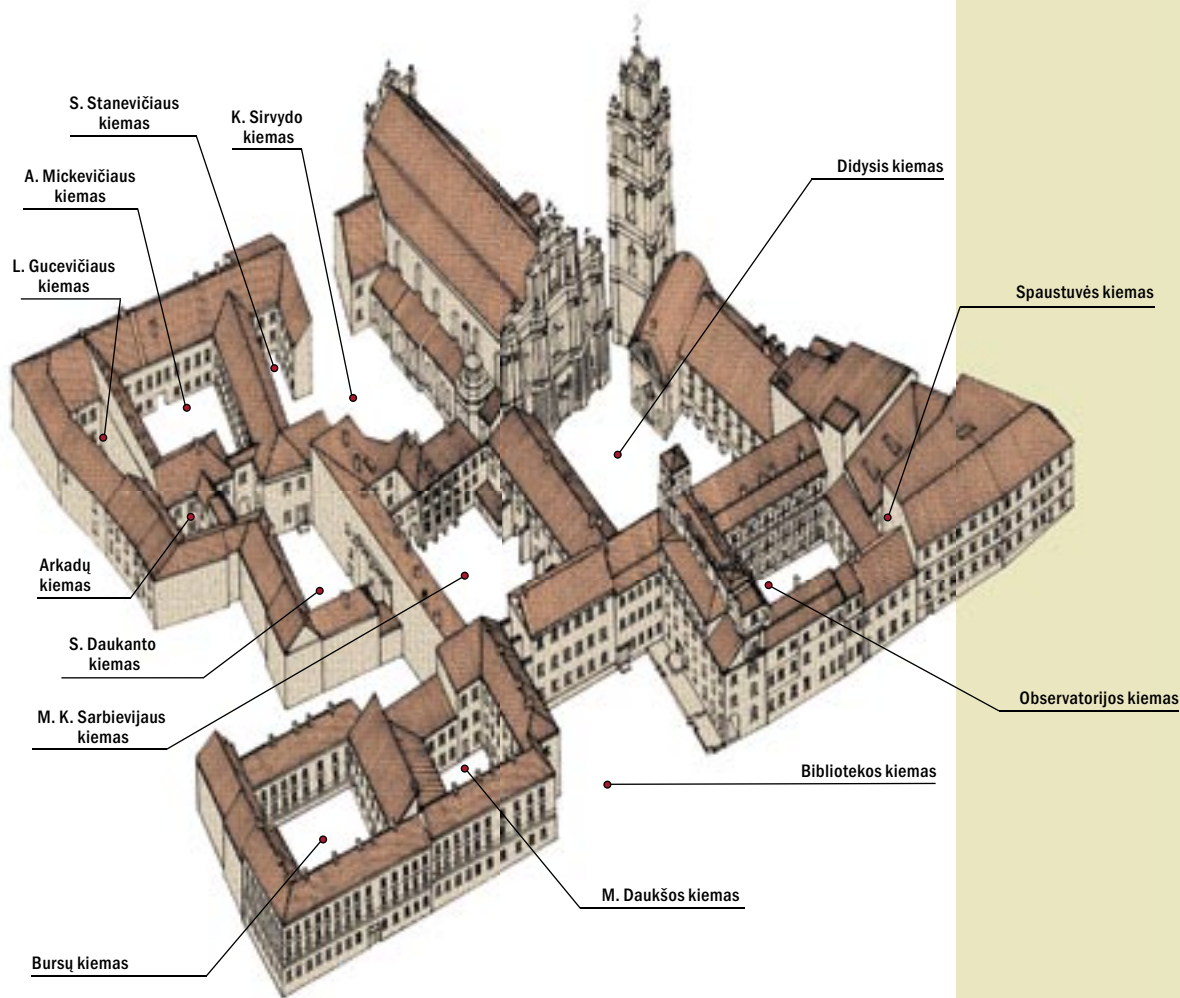 S. Stanevičiaus
kiemas
K. Sirvydo
kiemas
A. Mickevičiaus
kiemas
Didysis kiemas
L. Gucevičiaus
kiemas
Spaustuvės kiemas
Arkadų
kiemas
S. Daukanto
kiemas
M. K. Sarbievijaus
kiemas
Observatorijos kiemas
Bibliotekos kiemas
M. Daukšos kiemas
Bursų kiemas